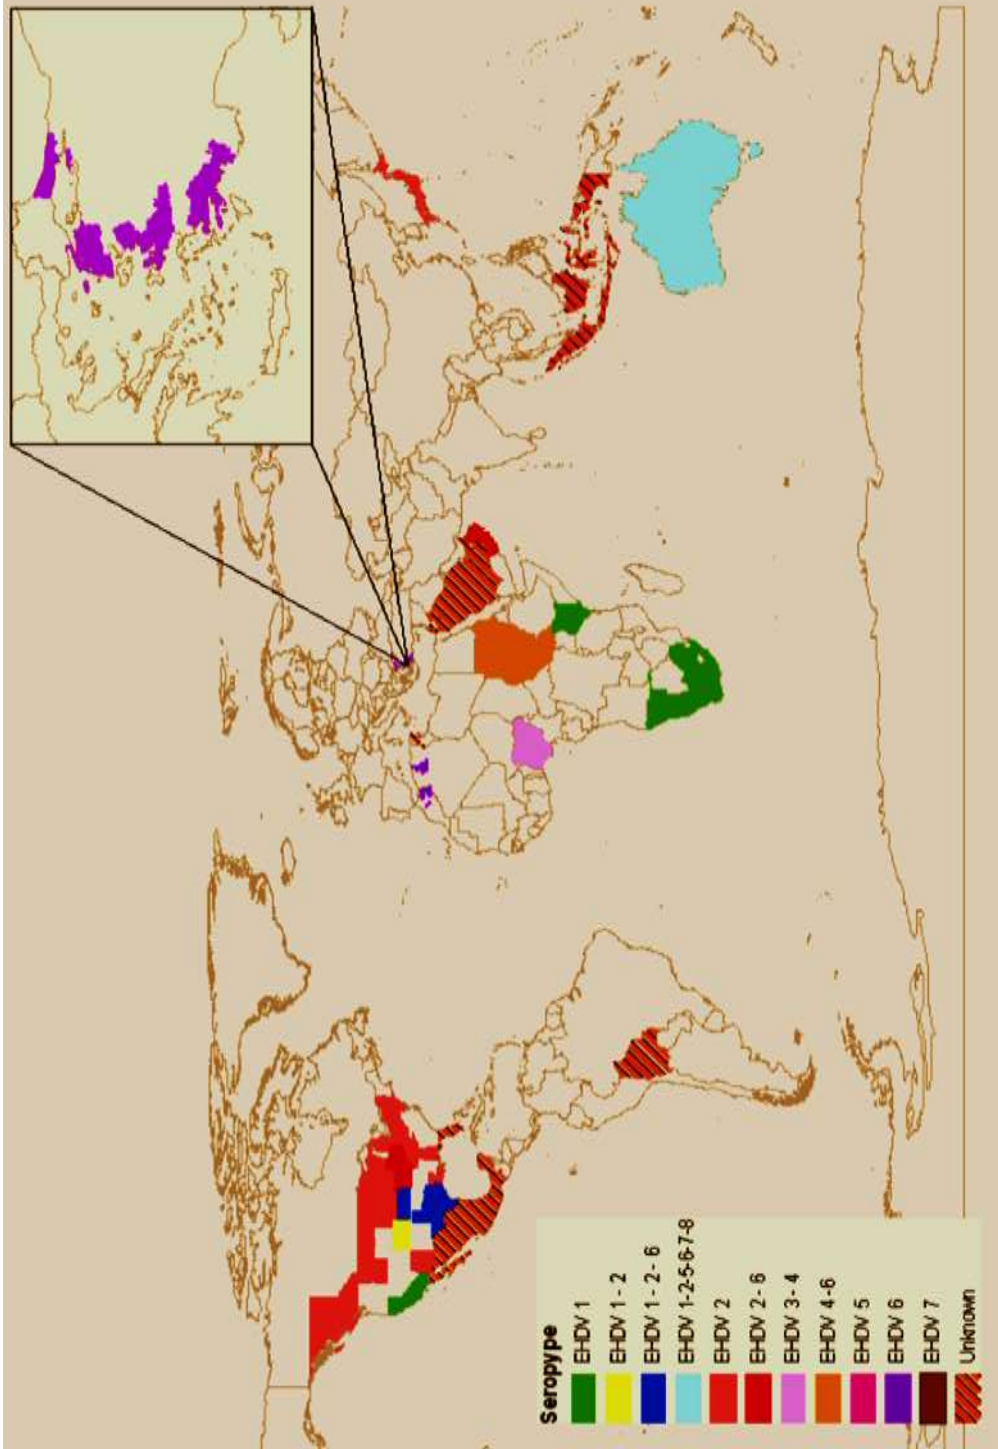 Seropype
EHDV 1
EHDV 1 - 2
EHDV 1 - 2 - 6
EHDV 1-2-5-6-7-8
EHDV 2
EHDV 2- 6
EHDV 3- 4
EHDV 4-6
EHDV 5
EHDV 6
EHDV 7
Unknown